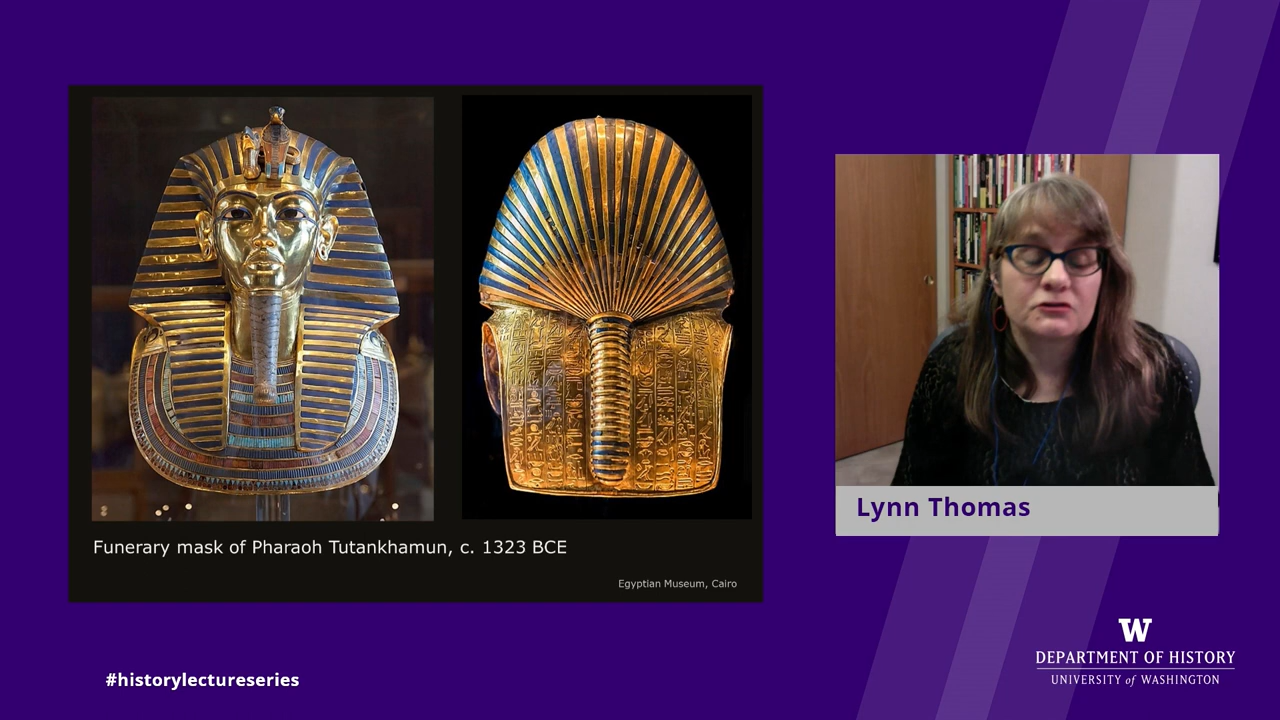 Funerary mask of Pharaoh Tutankhamun, c. 1323 BCE
Egyptian Museum, Cairo
Lynn Thomas
#historylectureseries
W
DEPARTMENT OF HISTORY
UNIVERSITY of WASHINGTON